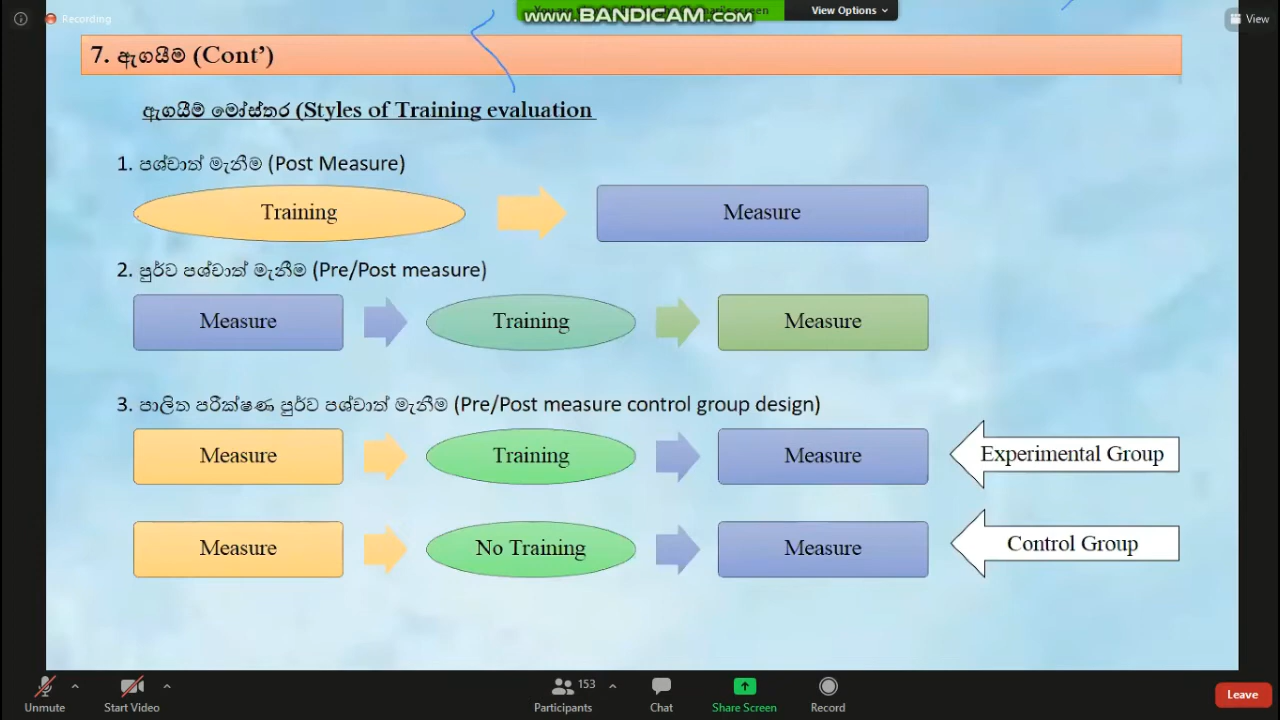 Recording
www.BANDICAM.com
screen
View Options
View
7. ඇගයීම (Cont’)
ඇගයීම් මෝස්තර (Styles of Training evaluation
1. පශ්චාත් මැනීම (Post Measure)
Training
Measure
2. පුර්ව පශ්චාත් මැනීම (Pre/Post measure)
Measure
Training
Measure
3. පාලිත පරීක්ෂණ පුර්ව පශ්චාත් මැනීම (Pre/Post measure control group design)
Measure
Training
Measure
Experimental Group
Measure
No Training
Measure
Control Group
Unmute
Start Video
153
Participants
Chat
Share Screen
Record
Leave